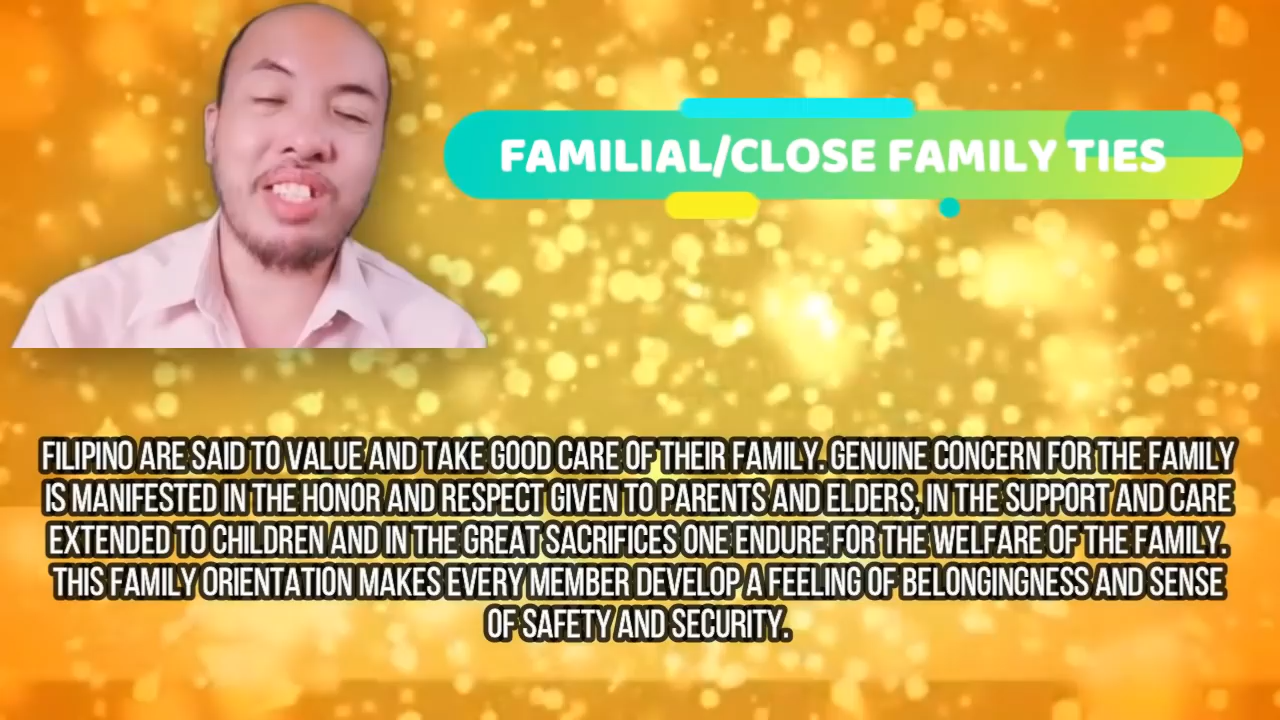 FAMILIAL/CLOSE FAMILY TIES
FILIPINO ARE SAID TO VALUE AND TAKE GOOD CARE OF THEIR FAMILY. GENUINE CONCERN FOR THE FAMILY
IS MANIFESTED IN THE HONOR AND RESPECT GIVEN TO PARENTS AND ELDERS, IN THE SUPPORT AND CARE
EXTENDED TO CHILDREN AND IN THE GREAT SACRIFICES ONE ENDURE FOR THE WELFARE OF THE FAMILY.
THIS FAMILY ORIENTATION MAKES EVERY MEMBER DEVELOP A FEELING OF BELONGINGNESS AND SENSE
OF SAFETY AND SECURITY.